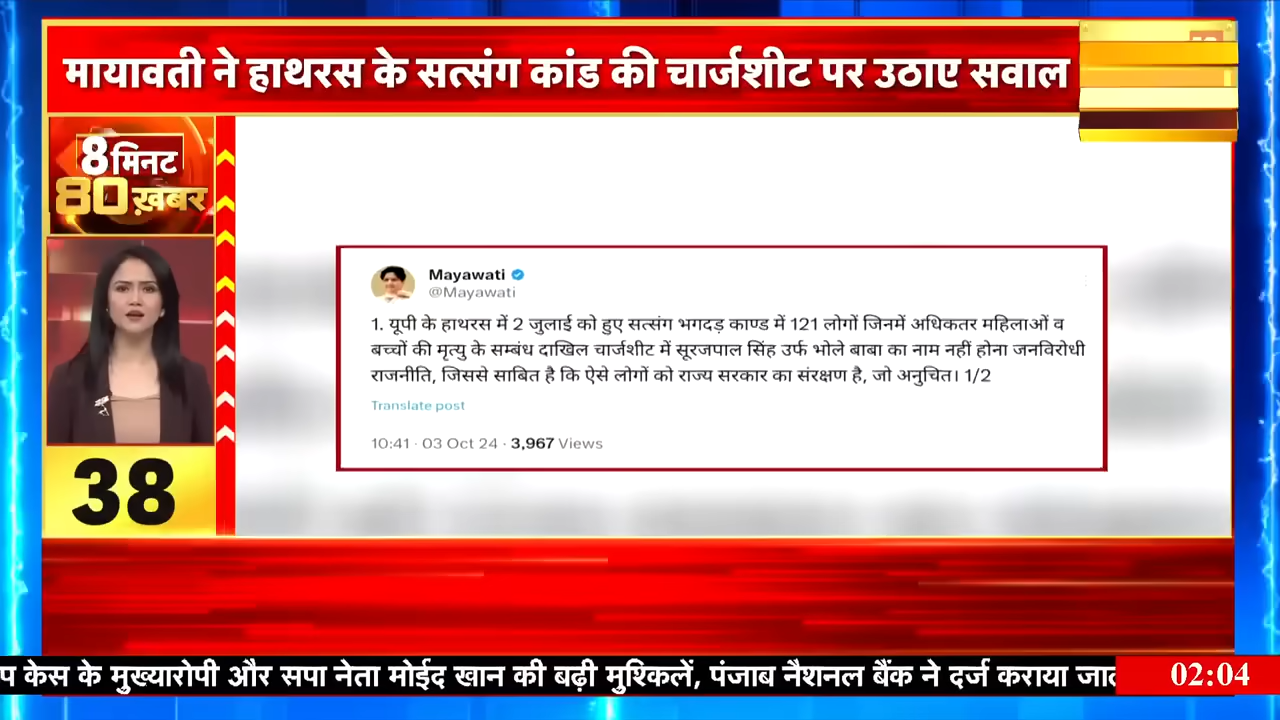 मायावती ने हाथरस के सत्संग कांड की चार्जशीट पर उठाए सवाल
8 मिनट
80 ख़बर
Mayawati
@Mayawati
1. यूपी के हाथरस में 2 जुलाई को हुए सत्संग भगदड़ काण्ड में 121 लोगों जिनमें अधिकतर महिलाओं व
बच्चों की मृत्यु के सम्बंध दाखिल चार्जशीट में सूरजपाल सिंह उर्फ भोले बाबा का नाम नहीं होना जनविरोधी
राजनीति, जिससे साबित है कि ऐसे लोगों को राज्य सरकार का संरक्षण है, जो अनुचित। 1/2
Translate post
10:41 · 03 Oct 24 · 3,967 Views
38
प केस के मुख्यारोपी और सपा नेता मोईद खान की बढ़ी मुश्किलें, पंजाब नैशनल बैंक ने दर्ज कराया
02:04